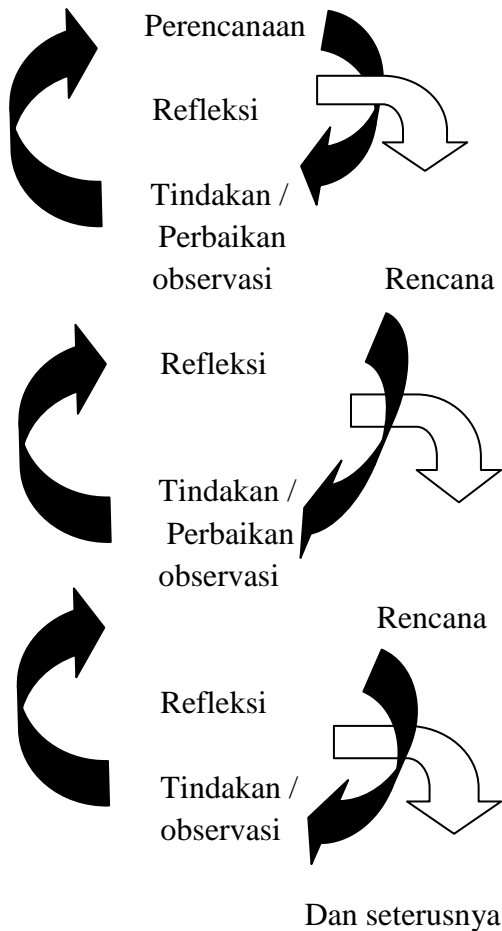 Perencanaan
Refleksi
Tindakan /
Perbaikan
observasi
Rencana
Refleksi
Tindakan /
Perbaikan
observasi
Rencana
Refleksi
Tindakan /
observasi
Dan seterusnya